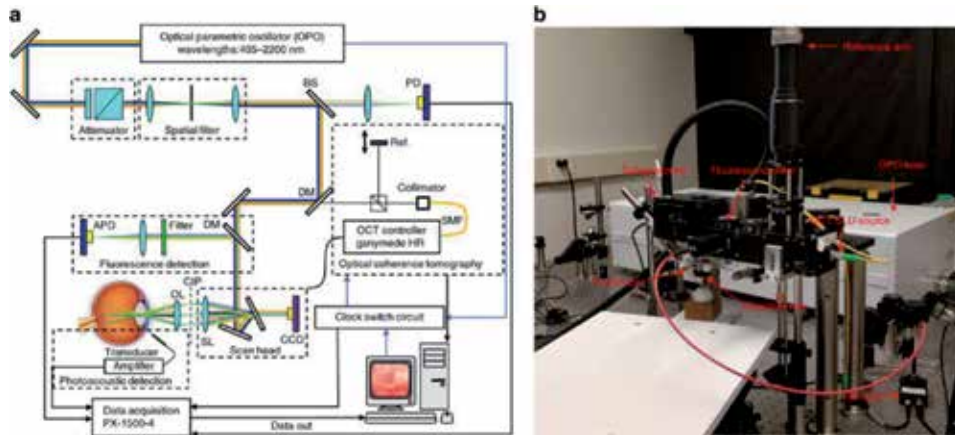 a
b
Optical parametric oscillator (OPO)
wavelengths:405–2200 nm
BS
PD
Attenuator
Spatial filter
Ref.
DM
Collimator
SMF
OCT controller
ganymede HR
Optical coherence tomography
APD
Filter
DM
Fluorescence detection
CJP
OL
SL
CCD
Scan head
Clock switch circuit
Transducer
Amplifier
Photoacoustic detection
Data acquisition
PX-1500-4
Data out
Reference arm
OPO laser